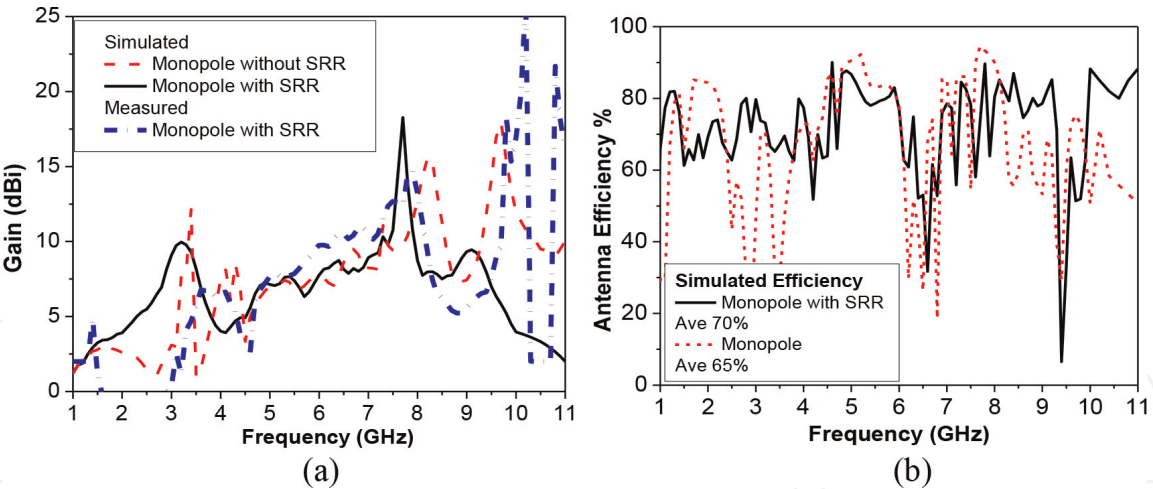 25
20
15
10
5
0
Gain (dBi)
Simulated
Monopole without SRR
Monopole with SRR
Measured
Monopole with SRR
1 2 3 4 5 6 7 8 9 10 11
Frequency (GHz)
(a)
100
80
60
40
20
0
Antenna Efficiency %
Simulated Efficiency
Monopole with SRR
Ave 70%
Monopole
Ave 65%
1 2 3 4 5 6 7 8 9 10 11
Frequency (GHz)
(b)